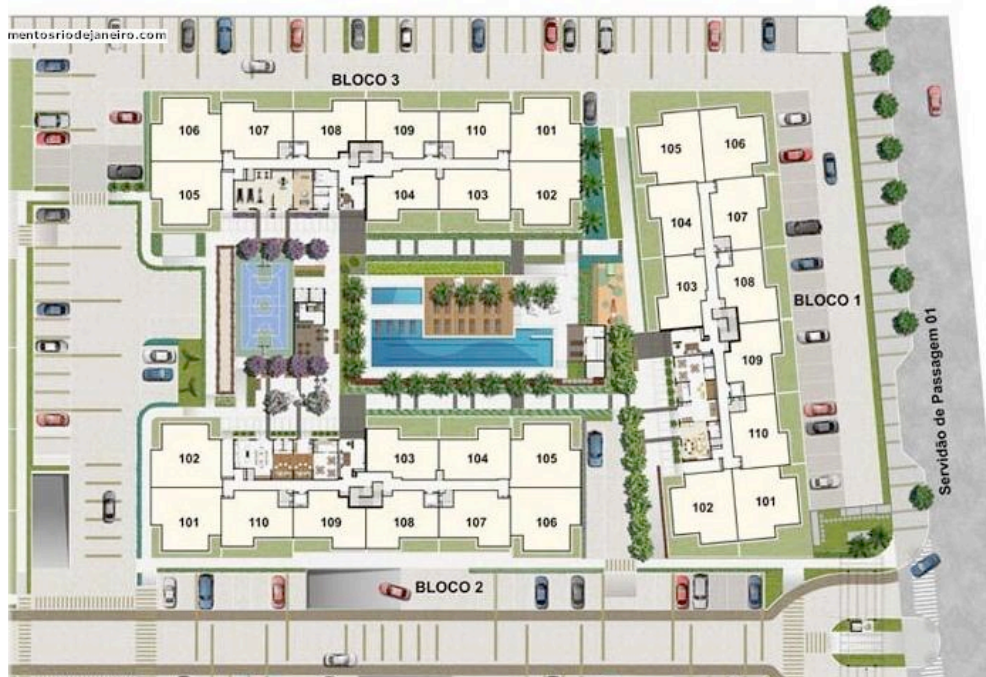 mentosriodejaneiro.com
BLOCO 3
106 107 108 109 110 101
105 104 103 102
105 106
104 107
103 108
BLOCO 1
109
110
102 101
Servidão de Passagem 01
102 103 104 105
101 110 109 108 107 106
BLOCO 2